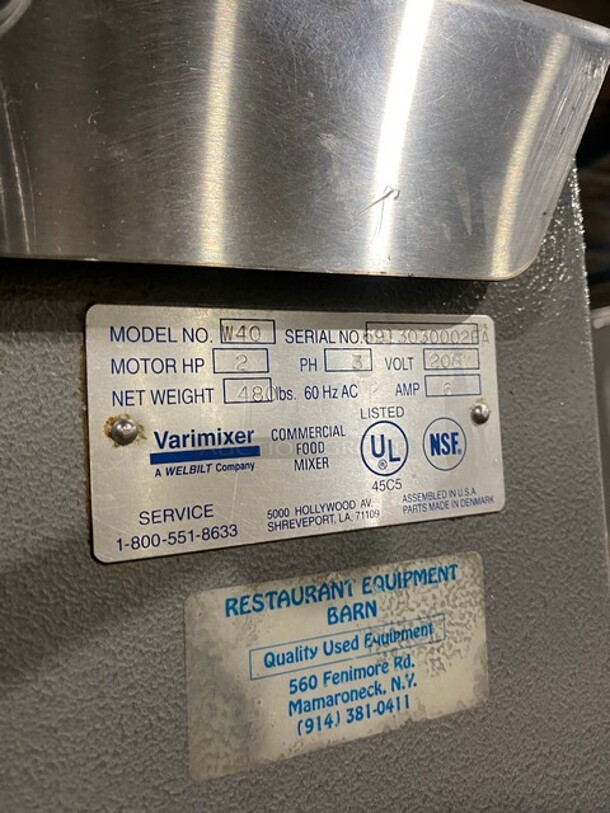 MODEL NO. W40 SERIAL NO.
MOTOR HP 2 PH 3 VOLT 208
NET WEIGHT 480 lbs. 60 Hz AC AMP 6
Varimixer
A WELBILT Company
COMMERCIAL
FOOD
MIXER
LISTED
UL
®
45C5
NSF
SERVICE
1-800-551-8633
5000 HOLLYWOOD AV.
SHREVEPORT, LA. 71109
ASSEMBLED IN U.S.A.
PARTS MADE IN DENMARK
RESTAURANT EQUIPMENT
BARN
Quality Used Equipment
560 Fenimore Rd.
Mamaroneck, N.Y.
(914) 381-0411